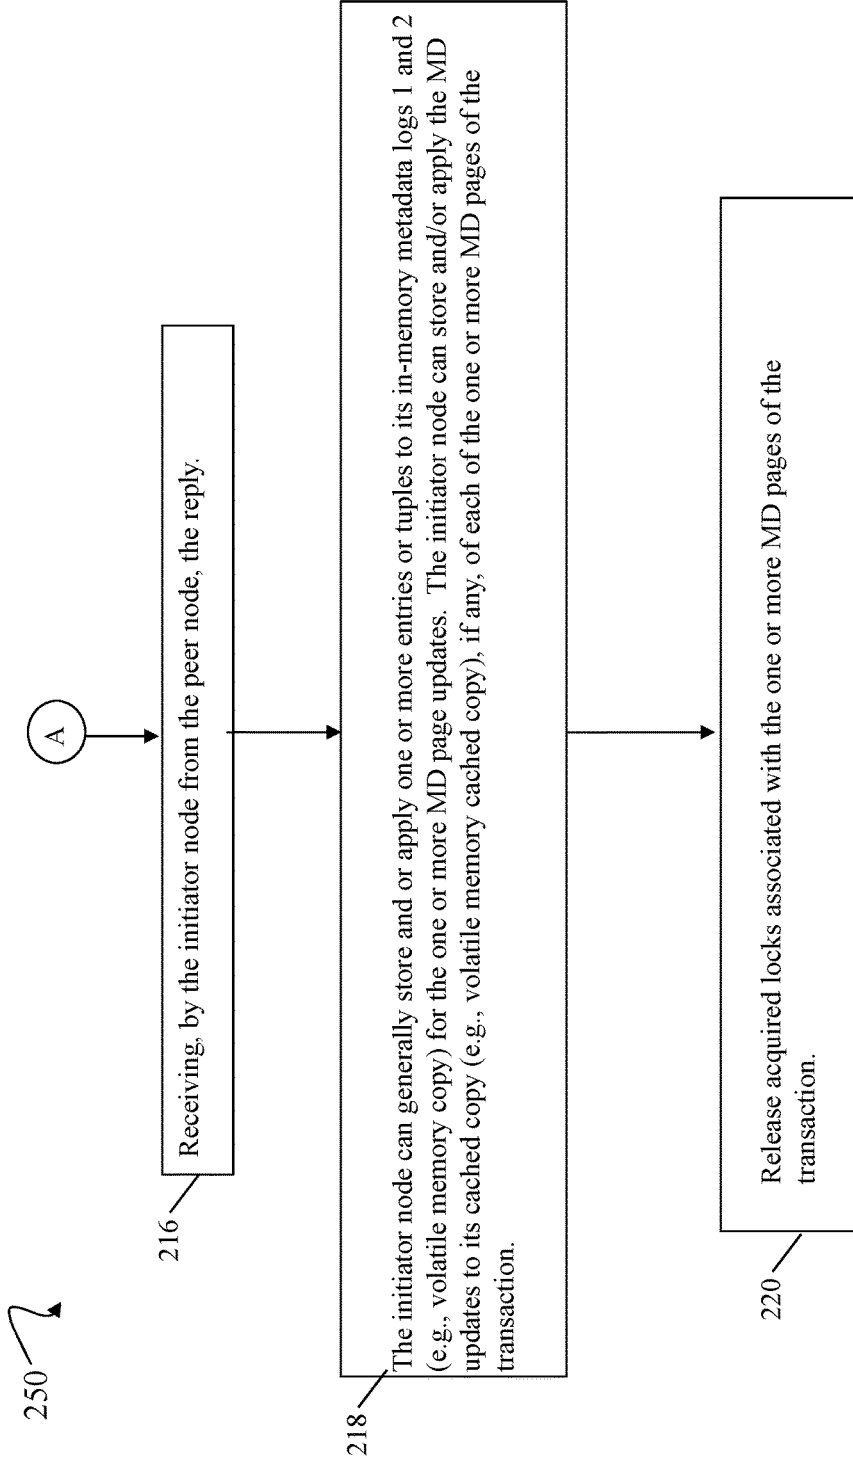 250
A
216
Receiving, by the initiator node from the peer node, the reply.
218
The initiator node can generally store and or apply one or more entries or tuples to its in-memory metadata logs 1 and 2
(e.g., volatile memory copy) for the one or more MD page updates.  The initiator node can store and/or apply the MD
updates to its cached copy (e.g., volatile memory cached copy), if any, of each of the one or more MD pages of the
transaction.
220
Release acquired locks associated with the one or more MD pages of the
transaction.